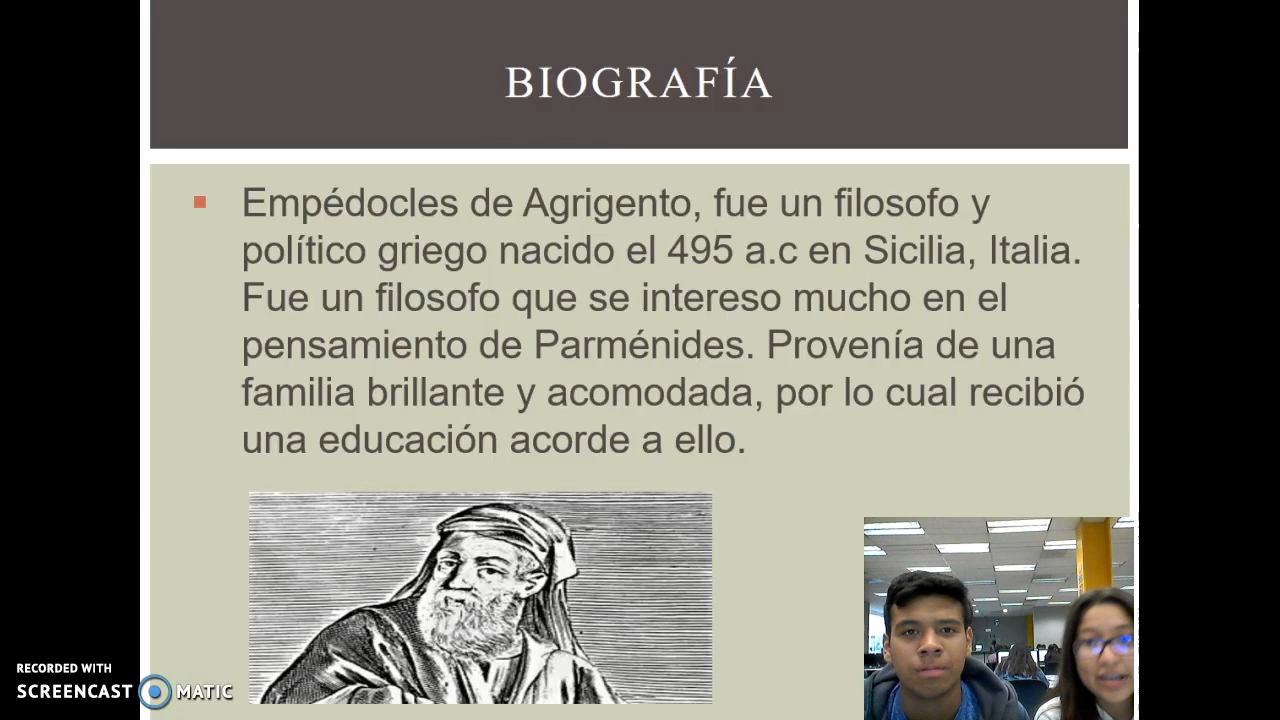 BIOGRAFÍA
Empédocles de Agrigento, fue un filosofo y
político griego nacido el 495 a.c en Sicilia, Italia.
Fue un filosofo que se intereso mucho en el
pensamiento de Parménides. Provenía de una
familia brillante y acomodada, por lo cual recibió
una educación acorde a ello.
RECORDED WITH
SCREENCAST MATIC